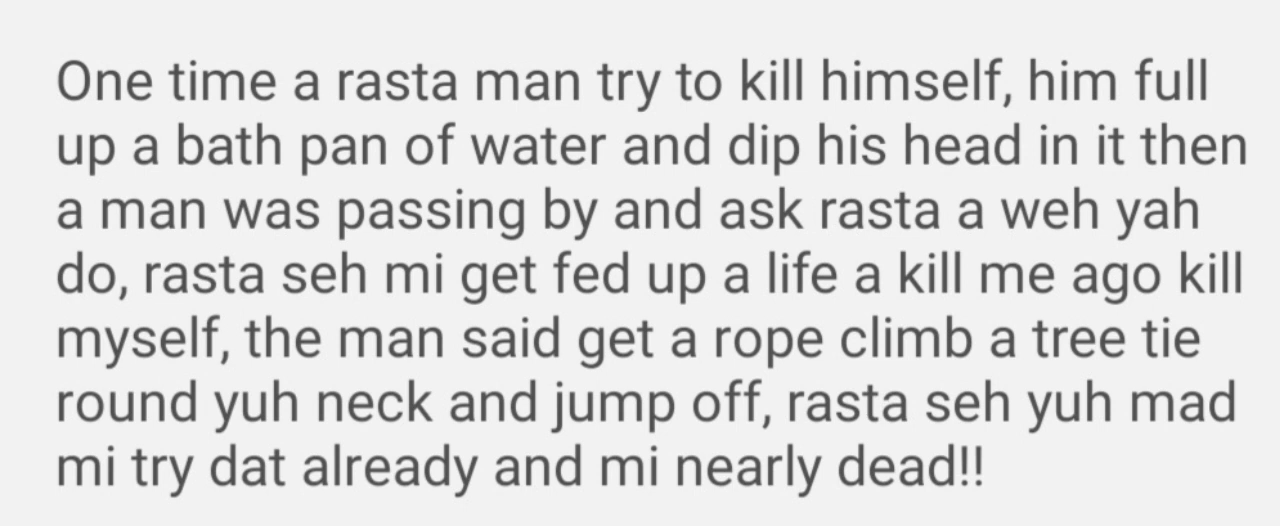 One time a rasta man try to kill himself, him full
up a bath pan of water and dip his head in it then
a man was passing by and ask rasta a weh yah
do, rasta seh mi get fed up a life a kill me ago kill
myself, the man said get a rope climb a tree tie
round yuh neck and jump off, rasta seh yuh mad
mi try dat already and mi nearly dead!!